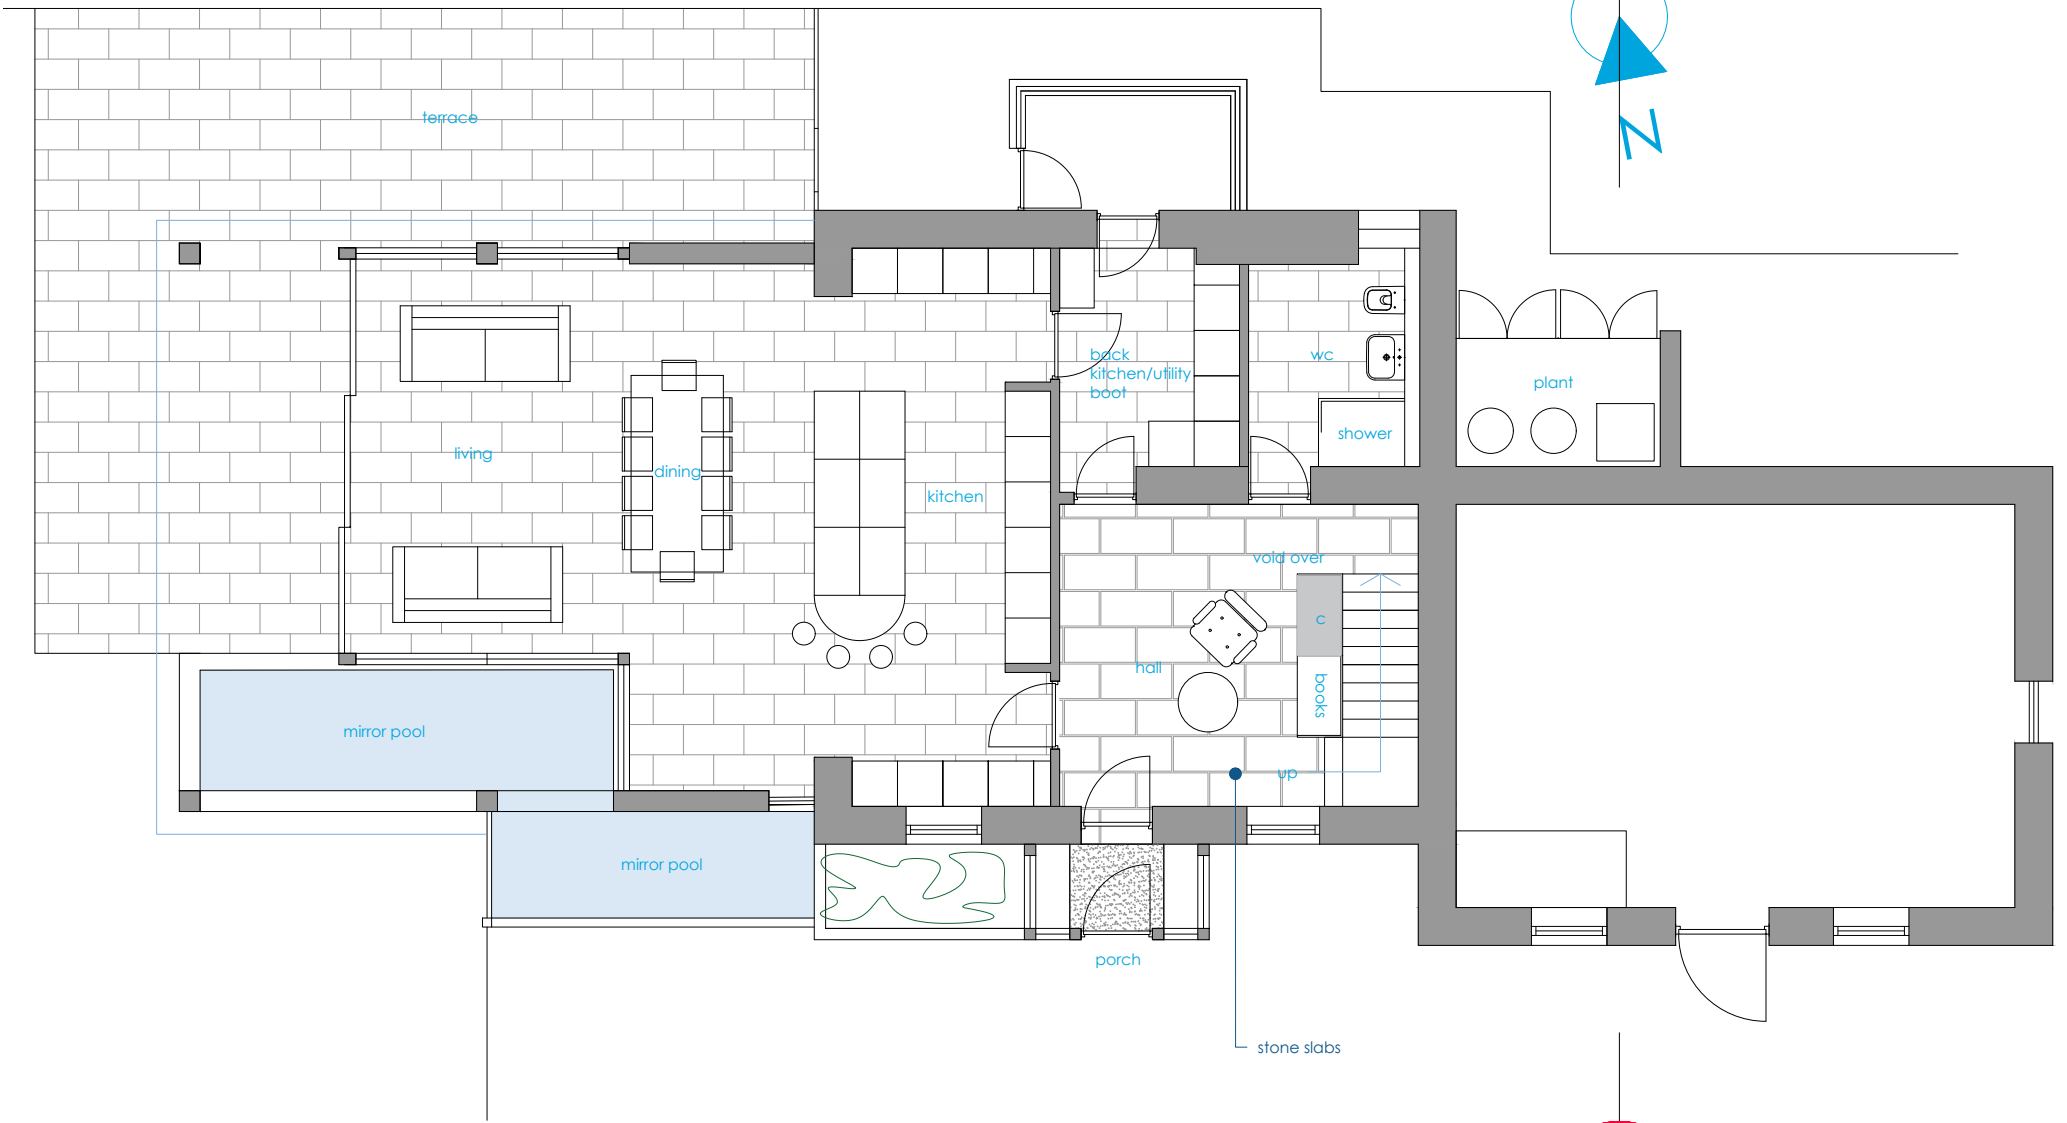 terrace
N
back
kitchen/utility
boot
wc
plant
shower
living
dining
kitchen
void over
c
hall
books
mirror pool
up
mirror pool
porch
stone slabs